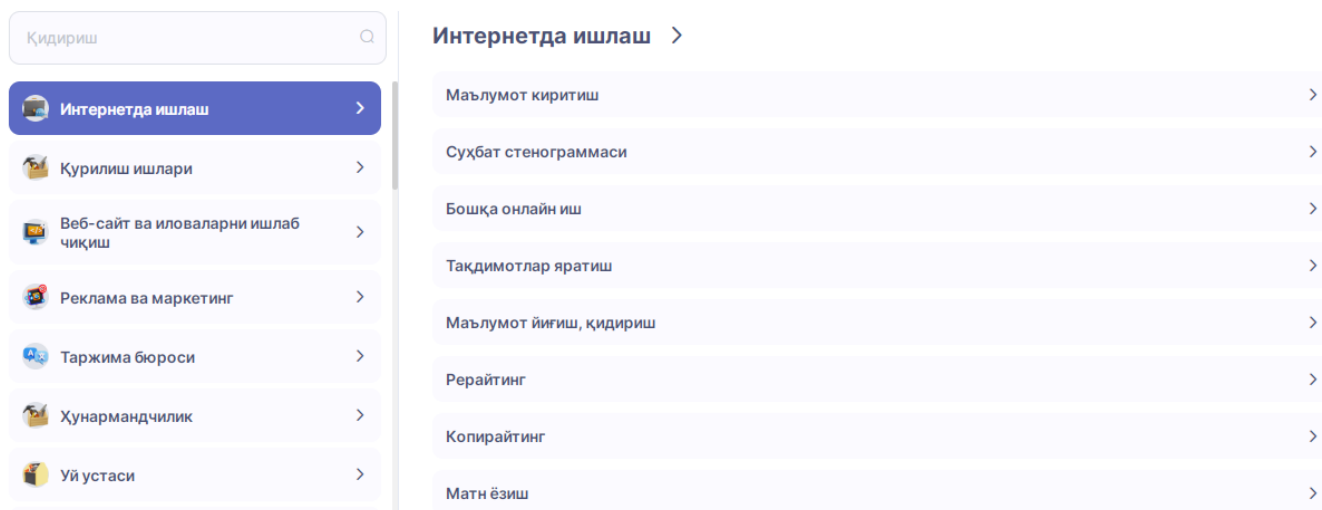 Қидириш
Интернетда ишлаш
Қурилиш ишлари
Веб-сайт ва иловаларни ишлаб
чиқиш
Реклама ва маркетинг
Таржима бюроси
Ҳунармандчилик
Уй устаси
Интернетда ишлаш
Маълумот киритиш
Суҳбат стенограммаси
Бошқа онлайн иш
Тақдимотлар яратиш
Маълумот йиғиш, қидириш
Рерайтинг
Копирайтинг
Матн ёзиш